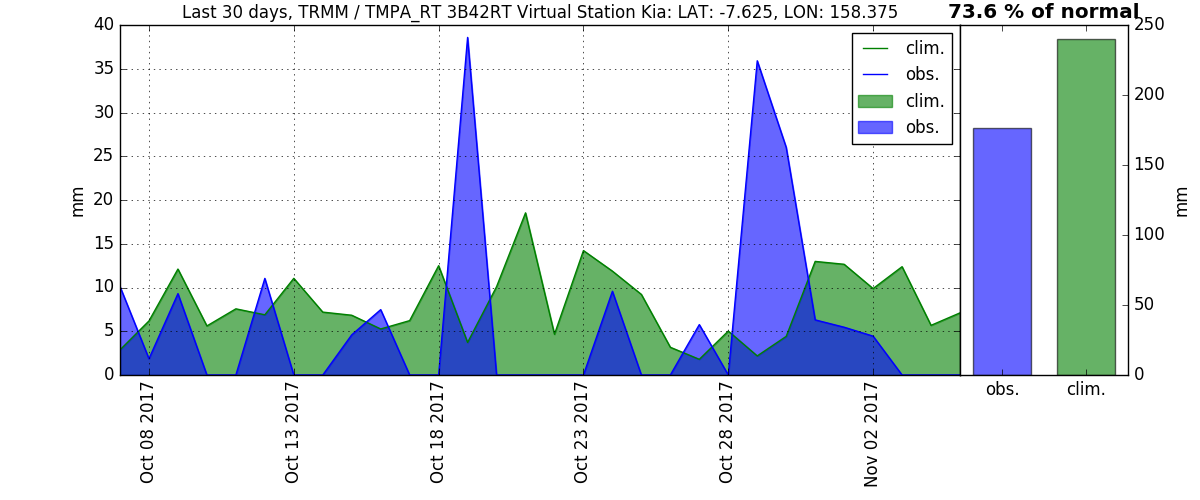 Last 30 days, TRMM / TMPA_RT 3B42RT Virtual Station Kia: LAT: -7.625, LON: 158.375
73.6 % of normal
40
35
30
25
20
15
10
5
0
mm
clim.
obs.
clim.
obs.
Oct 08 2017
Oct 13 2017
Oct 18 2017
Oct 23 2017
Oct 28 2017
Nov 02 2017
250
200
150
100
50
0
mm
obs.
clim.